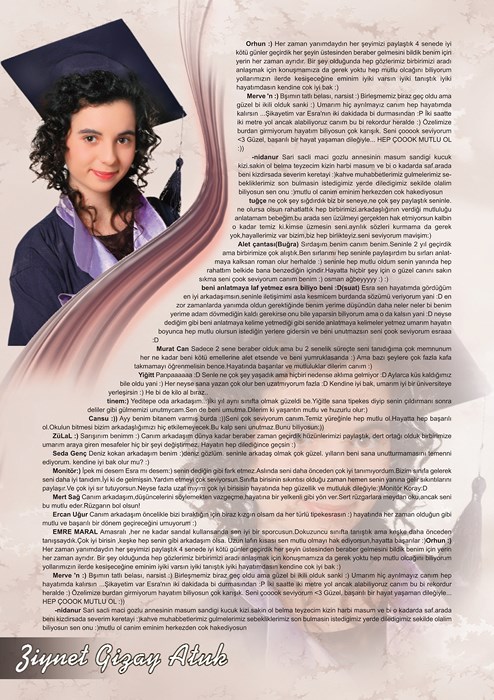 Orhun :) Her zaman yanımdaydın her şeyimizi paylaştık 4 senede iyi
kötü günler geçirdik her şeyin üstesinden beraber gelmesini bildik benim için
yerin her zaman ayrıdır. Bir şey olduğunda hep gözlerimiz birbirimizi aradı
anlaşmak için konuşmamıza da gerek yoktu hep mutlu olcağını biliyorum
yollarımızın ilerde kesişeceğine eminim iyiki varsın iyiki tanıştık iyiki
hayatımdasın kendine cok iyi bak :)
Merve 'n :) Bşımın tatlı belası, narsist :) Birleşmemiz biraz geç oldu ama
güzel bi ikili olduk sanki :) Umarım hiç ayrılmayız canım hep hayatımda
kalırsın ...Şikayetim var Esra'nın iki dakidada bi durmasından :P İki saatte
iki metre yol ancak alabiliyoruz canım bu bi rekordur heralde :) Özelimize
burdan girmiyorum hayatım biliyosun çok karışık. Seni çooook seviyorum
<3 Güzel, başarılı bir hayat yaşaman dileğiyle... HEP ÇOOOK MUTLU OL
:))
-nidanur Sari sacli maci gozlu annesinin masum sandigi kucuk
kizi.sakin ol belma teyzecim kizin harbi masum ve bi o kadarda saf.arada
beni kizdirsada severim keretayi :)kahve muhabbetlerimiz gulmelerimiz se-
bekliklerimiz son bulmasin istedigimiz yerde diledigimiz sekilde olalim
biliyosun sen onu :)mutlu ol canim eminim herkezden cok hakediyosun
tuğçe ne çok şey sığdırdık biz bir seneye,ne çok şey paylaştık seninle.
ne olursa olsun rahatlattık hep birbirimizi.arkadaşlığının verdiği mutluluğu
anlatamam bebeğim.bu arada sen üzülmeyi gerçekten hak etmiyorsun kalbin
o kadar temiz ki.kimse üzmesin seni.ayrılık sözleri kurmama da gerek
yok,hayallerimiz var bizim,biz hep birlikteyiz.seni seviyorum mavişim:)
Alet çantası(Buğra) Sırdaşım.benim canım benim.Seninle 2 yıl geçirdik
ama birbirimize çok alıştık.Ben sırlarımı hep seninle paylaşırdım bu sırları anlat-
maya kalksan roman olur herhalde :) seninle hep mutlu oldum senin yanında hep
rahattım belkide bana benzediğin içindir.Hayatta hiçbir şey için o güzel canını sakın
sıkma seni çook seviyorum canım benim :) osman ağbeyyyyy :) :)
beni anlatmaya laf yetmez esra biliyo beni :D(suat) Esra sen hayatımda gördüğüm
en iyi arkadaşımsın.seninle iletişimimi asla kesmicem burdanda sözümü veriyorum yani :D en
zor zamanlarda yanımda oldun gerektiğinde benim yerime düşündün daha neler neler bi benim
yerime adam dövmediğin kaldı gerekirse onu bile yaparsın biliyorum ama o da kalsın yani :D neyse
dediğim gibi beni anlatmaya kelime yetmediği gibi senide anlatmaya kelimeler yetmez umarım hayatın
boyunca hep mutlu olursun istediğin yerlere gidersin ve beni unutmazsın seni çook seviyorum esraaa
:D
Murat Can Sadece 2 sene beraber olduk ama bu 2 senelik süreçte seni tanıdığıma çok memnunum
her ne kadar beni kötü emellerine alet etsende ve beni yumruklasanda :) Ama bazı şeylere çok fazla kafa
takmamayı öğrenmelisin bence.Hayatında başarılar ve mutluluklar dilerim canım :)
Yiğit Pançaaaaaa :D Senle ne çok şey yaşadık ama hiçbiri nedense aklıma gelmiyor :D Aylarca küs kaldığımız
bile oldu yani :) Her neyse sana yazan çok olur ben uzatmıyorum fazla :D Kendine iyi bak, umarım iyi bir üniversiteye
yerleşirsin :) He bi de kilo al biraz..
tinem:) Yeditepe oda arkadaşım..:)İki yıl aynı sınıfta olmak güzeldi be.Yiğitle sana tipekes diyip senin çıldırmanı sonra
deliler gibi gülmemizi unutmıycam.Sen de beni unutma.Dilerim ki yaşantın mutlu ve huzurlu olur:)
Cansu :)) Ayy benim bitanem varmış burda :))Seni çok seviyorum canım.Temiz yüreğinle hep mutlu ol.Hayatta hep başarılı
ol.Okulun bitmesi bizim arkadaşlığımızı hiç etkilemeyecek.Bu kalp seni unutmaz.Bunu biliyosun:))
ZüLaL :) Sarışınım benimm :) Canım arkadaşım dünya kadar beraber zaman geçirdik hüzünlerimizi paylaştık, dert ortağı olduk birbirimize
umarım araya giren mesafeler hiç bir şeyi değiştirmez. Hayatın hep dilediğince geçsin :)
Seda Genç Deniz kokan arkadaşım benim :)deniz gözlüm. seninle arkadaş olmak çok güzel. yılların beni sana unutturmamasını temenni
ediyorum. kendine iyi bak olur mu? :)
Monitör:) İpek mi desem Esra mı desem:) senin dediğin gibi fark etmez.Aslında seni daha önceden çok iyi tanımıyordum.Bizim sınıfa gelerek
seni daha iyi tanıdım.İyi ki de gelmişsin.Yardım etmeyi çok seviyorsun.Sınıfta birisinin sıkıntısı olduğu zaman hemen senin yanına gelir sıkıntılarını
paylaşır.Ve çok iyi sır tutuyorsun.Neyse fazla uzatmıyım çok iyi birisisin hayatında hep güzellik ve mutluluk dileğiyle:)Monitör Koray:D
Mert Sağ Canım arkadaşım,düşüncelerini söylemekten vazgeçme,hayatına bir yelkenli gibi yön ver.Sert rüzgarlara meydan oku,ancak seni
bu mutlu eder.Rüzgarın bol olsun!
Ercan Uğur Canım arkadaşım öncelikle bizi bıraktığın için biraz kızgın olsam da her türlü tipekesrasın :) hayatında her zaman olduğun gibi
mutlu ve başarılı bir dönem geçireceğini umuyorum :)
EMRE MARAL Amasralı ,her ne kadar sandal kullansanda sen iyi bir sporcusun.Dokuzuncu sınıfta tanıştık ama keşke daha önceden
tanışsaydık.Çok iyi birisin ,keşke hep senin gibi arkadaşım olsa. Uzun lafın kısası sen mutlu olmayı hak ediyorsun,hayatta başarılar :)Orhun :)
Her zaman yanımdaydın her şeyimizi paylaştık 4 senede iyi kötü günler geçirdik her şeyin üstesinden beraber gelmesini bildik benim için yerin
her zaman ayrıdır. Bir şey olduğunda hep gözlerimiz birbirimizi aradı anlaşmak için konuşmamıza da gerek yoktu hep mutlu olcağını biliyorum
yollarımızın ilerde kesişeceğine eminim iyiki varsın iyiki tanıştık iyiki hayatımdasın kendine cok iyi bak :)
Merve 'n :) Bşımın tatlı belası, narsist :) Birleşmemiz biraz geç oldu ama güzel bi ikili olduk sanki :) Umarım hiç ayrılmayız canım hep
hayatımda kalırsın ...Şikayetim var Esra'nın iki dakidada bi durmasından :P İki saatte iki metre yol ancak alabiliyoruz canım bu bi rekordur
heralde :) Özelimize burdan girmiyorum hayatım biliyosun çok karışık. Seni çooook seviyorum <3 Güzel, başarılı bir hayat yaşaman dileğiyle...
HEP ÇOOOK MUTLU OL :))
-nidanur Sari sacli maci gozlu annesinin masum sandigi kucuk kizi.sakin ol belma teyzecim kizin harbi masum ve bi o kadarda saf.arada
beni kizdirsada severim keretayi :)kahve muhabbetlerimiz gulmelerimiz sebekliklerimiz son bulmasin istedigimiz yerde diledigimiz sekilde olalim
biliyosun sen onu :)mutlu ol canim eminim herkezden cok hakediyosun
Ziynet Gizay Atuk